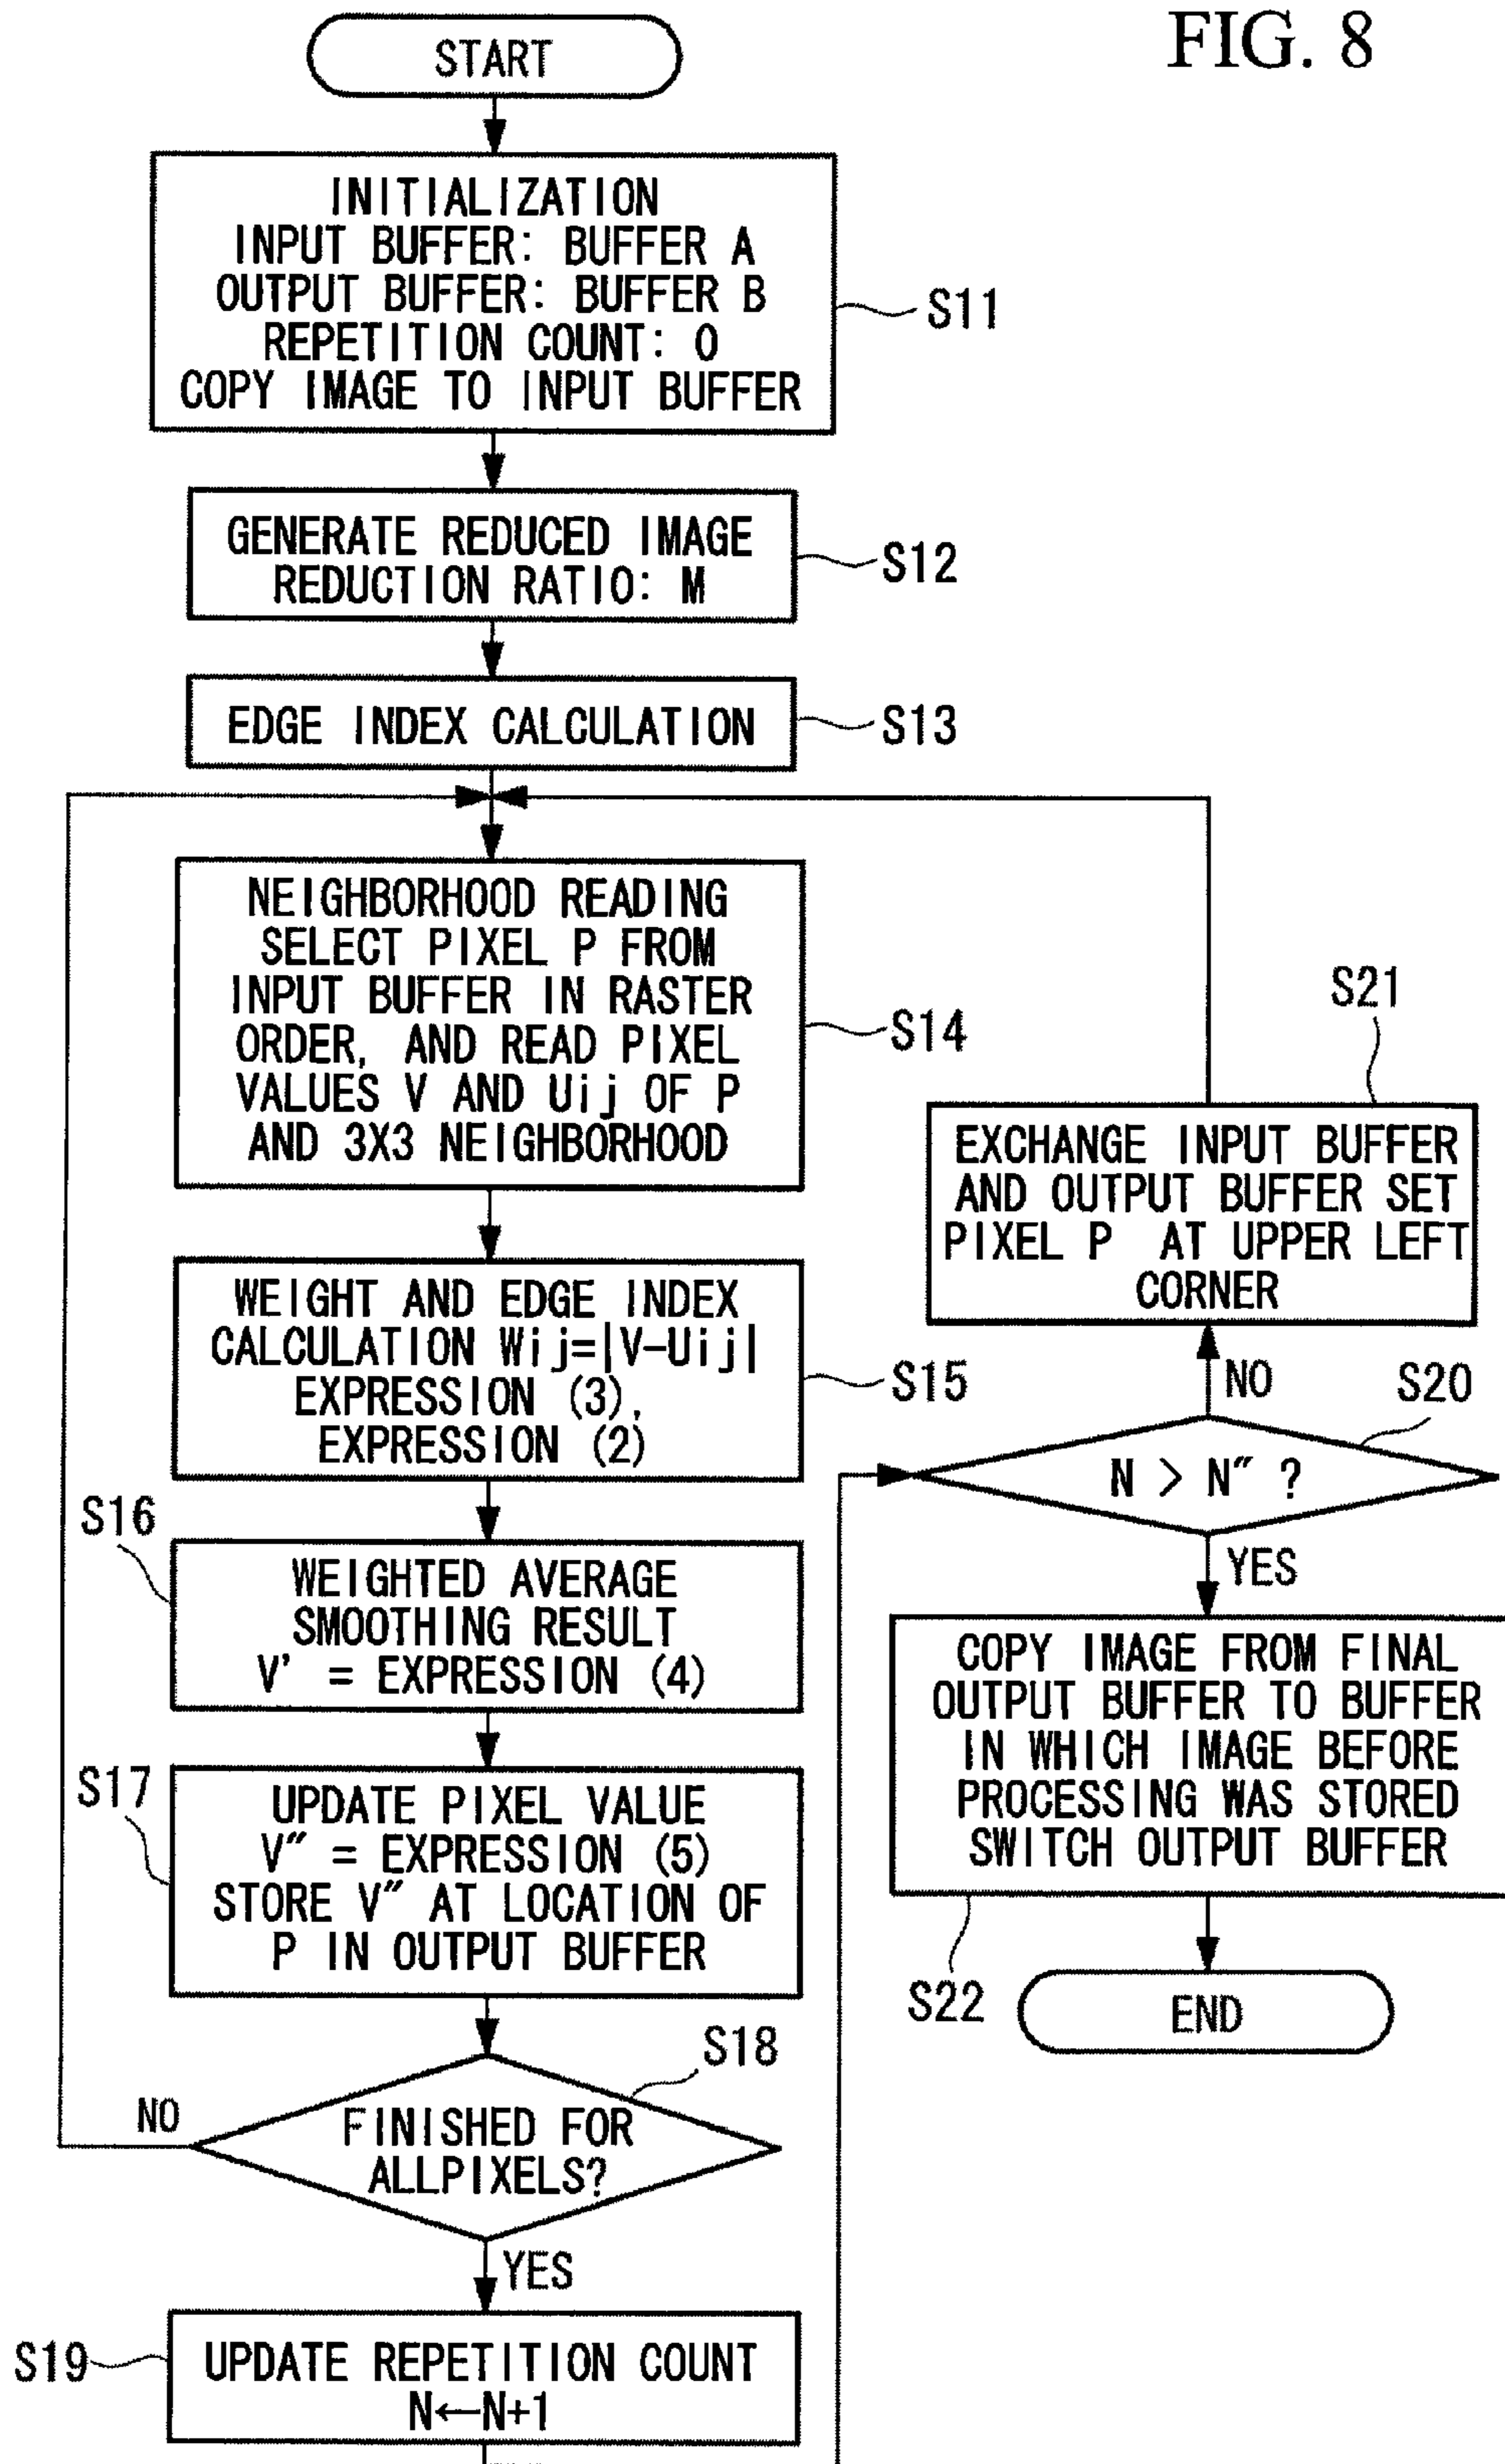 FIG. 8
START
INITIALIZATION
INPUT BUFFER: BUFFER A
OUTPUT BUFFER: BUFFER B
REPETITION COUNT: 0
COPY IMAGE TO INPUT BUFFER
S11
GENERATE REDUCED IMAGE
REDUCTION RATIO: M
S12
EDGE INDEX CALCULATION
S13
NEIGHBORHOOD READING
SELECT PIXEL P FROM
INPUT BUFFER IN RASTER
ORDER, AND READ PIXEL
VALUES V AND Uij OF P
AND 3X3 NEIGHBORHOOD
S14
WEIGHT AND EDGE INDEX
CALCULATION Wij=|V-Uij|
EXPRESSION (3),
EXPRESSION (2)
S15
S16
WEIGHTED AVERAGE
SMOOTHING RESULT
V' = EXPRESSION (4)
S17
UPDATE PIXEL VALUE
V″ = EXPRESSION (5)
STORE V″ AT LOCATION OF
P IN OUTPUT BUFFER
S18
FINISHED FOR
ALLPIXELS?
NO
YES
S19
UPDATE REPETITION COUNT
N←N+1
S21
EXCHANGE INPUT BUFFER
AND OUTPUT BUFFER SET
PIXEL P AT UPPER LEFT
CORNER
NO
S20
N > N″ ?
YES
COPY IMAGE FROM FINAL
OUTPUT BUFFER TO BUFFER
IN WHICH IMAGE BEFORE
PROCESSING WAS STORED
SWITCH OUTPUT BUFFER
S22
END